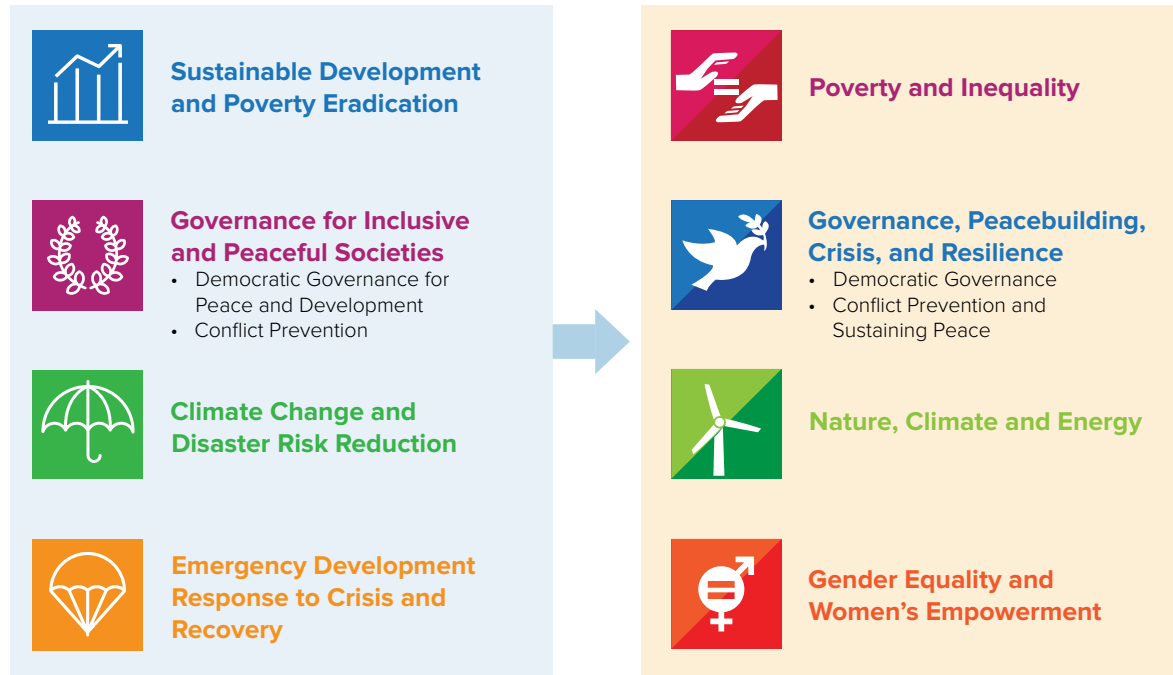 Sustainable Development
and Poverty Eradication
Governance for Inclusive
and Peaceful Societies
• Democratic Governance for
Peace and Development
• Conflict Prevention
Climate Change and
Disaster Risk Reduction
Emergency Development
Response to Crisis and
Recovery
Poverty and Inequality
Governance, Peacebuilding,
Crisis, and Resilience
• Democratic Governance
• Conflict Prevention and
Sustaining Peace
Nature, Climate and Energy
Gender Equality and
Women’s Empowerment